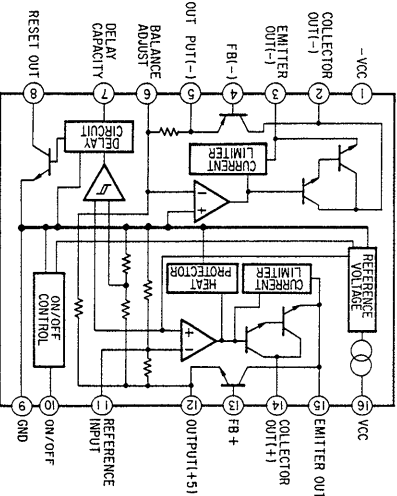 RESET OUT
DELAY
CAPACITY
BALANCE
ADJUST
OUT PUT(-)
FB(-)
EMITTER
OUT(-)
COLLECTOR
OUT(-)
-VCC
8
7
6
5
4
3
2
1
DELAY
CIRCUIT
CURRENT
LIMITER
-
+
ON/OFF
CONTROL
HEAT
PROTECTOR
CURRENT
LIMITER
REFERENCE
VOLTAGE
+
-
9
10
11
12
13
14
15
16
GND
ON/OFF
REFERENCE
INPUT
OUTPUT(+5)
FB+
COLLECTOR
OUT(+)
EMITTER OUT
VCC